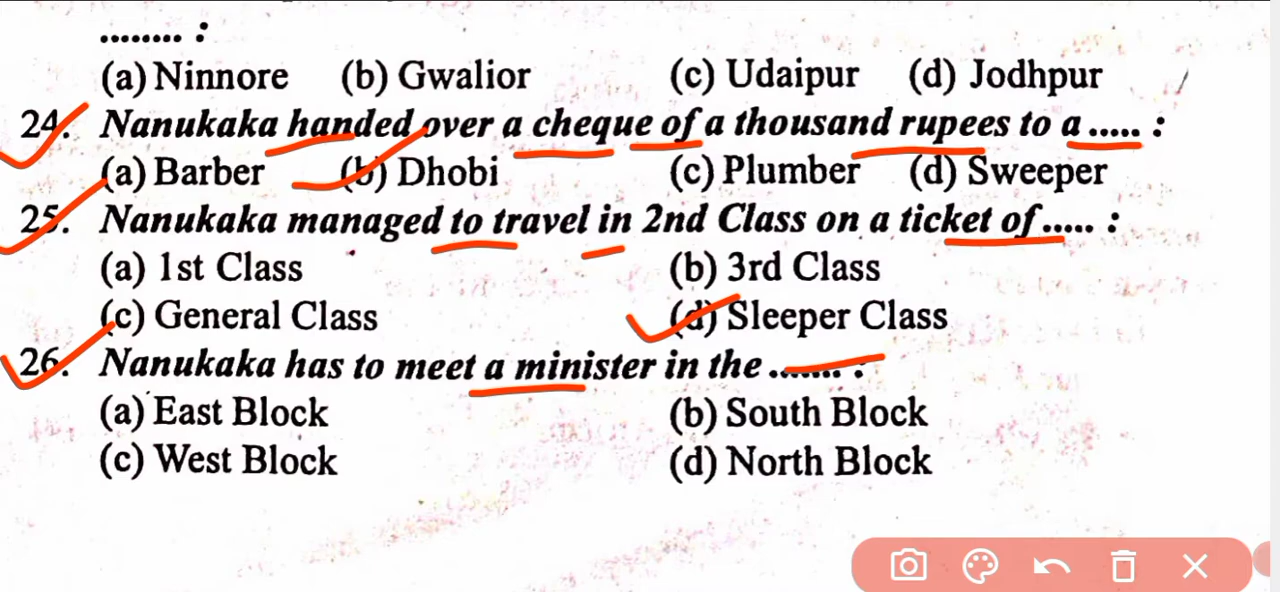 ........ :
(a) Ninnore (b) Gwalior (c) Udaipur (d) Jodhpur
24. Nanukaka handed over a cheque of a thousand rupees to a ..... :
(a) Barber (b) Dhobi (c) Plumber (d) Sweeper
25. Nanukaka managed to travel in 2nd Class on a ticket of ..... :
(a) 1st Class (b) 3rd Class
(c) General Class (d) Sleeper Class
26. Nanukaka has to meet a minister in the ....... :
(a) East Block (b) South Block
(c) West Block (d) North Block